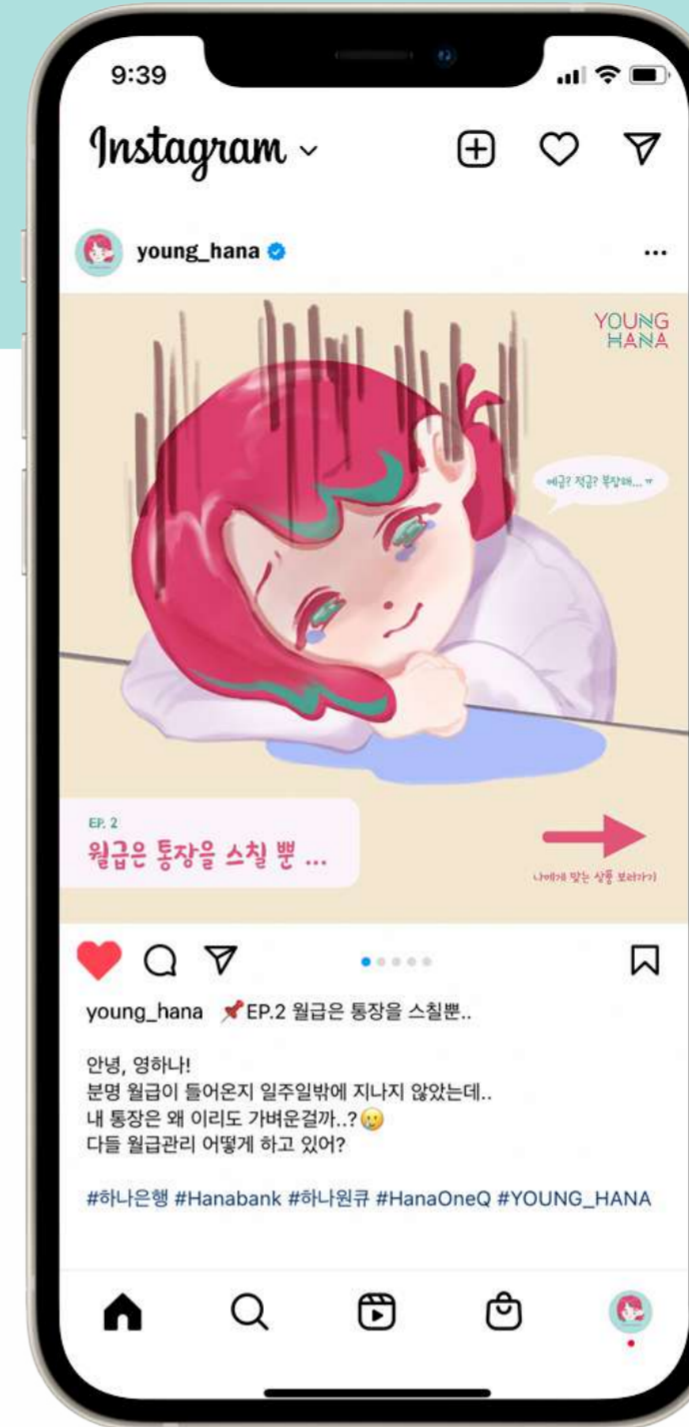 9:39
Instagram
young_hana
YOUNG
HANA
예금? 적금? 복잡해... ㅠ
EP. 2
월급은 통장을 스칠 뿐 ...
나에게 맞는 상품 보러가기
young_hana 📌EP.2 월급은 통장을 스칠뿐..
안녕, 영하나!
분명 월급이 들어온지 일주일밖에 지나지 않았는데..
내 통장은 왜 이리도 가벼운걸까..?🥲
다들 월급관리 어떻게 하고 있어?
#하나은행 #Hanabank #하나원큐 #HanaOneQ #YOUNG_HANA